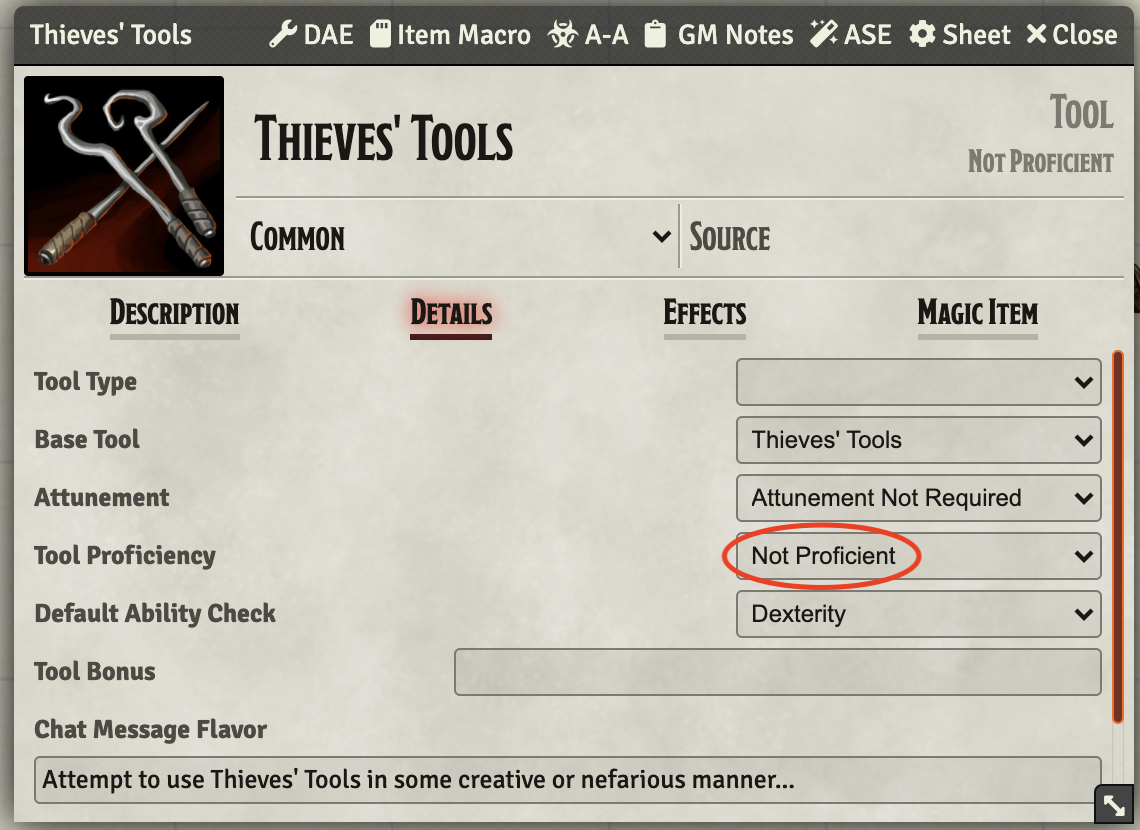 Thieves' Tools DAE Item Macro A-A GM Notes ASE Sheet Close
Thieves' Tools
Tool
Not Proficient
Common Source
Description Details Effects Magic Item
Tool Type
Base Tool Thieves' Tools
Attunement Attunement Not Required
Tool Proficiency Not Proficient
Default Ability Check Dexterity
Tool Bonus
Chat Message Flavor
Attempt to use Thieves' Tools in some creative or nefarious manner...